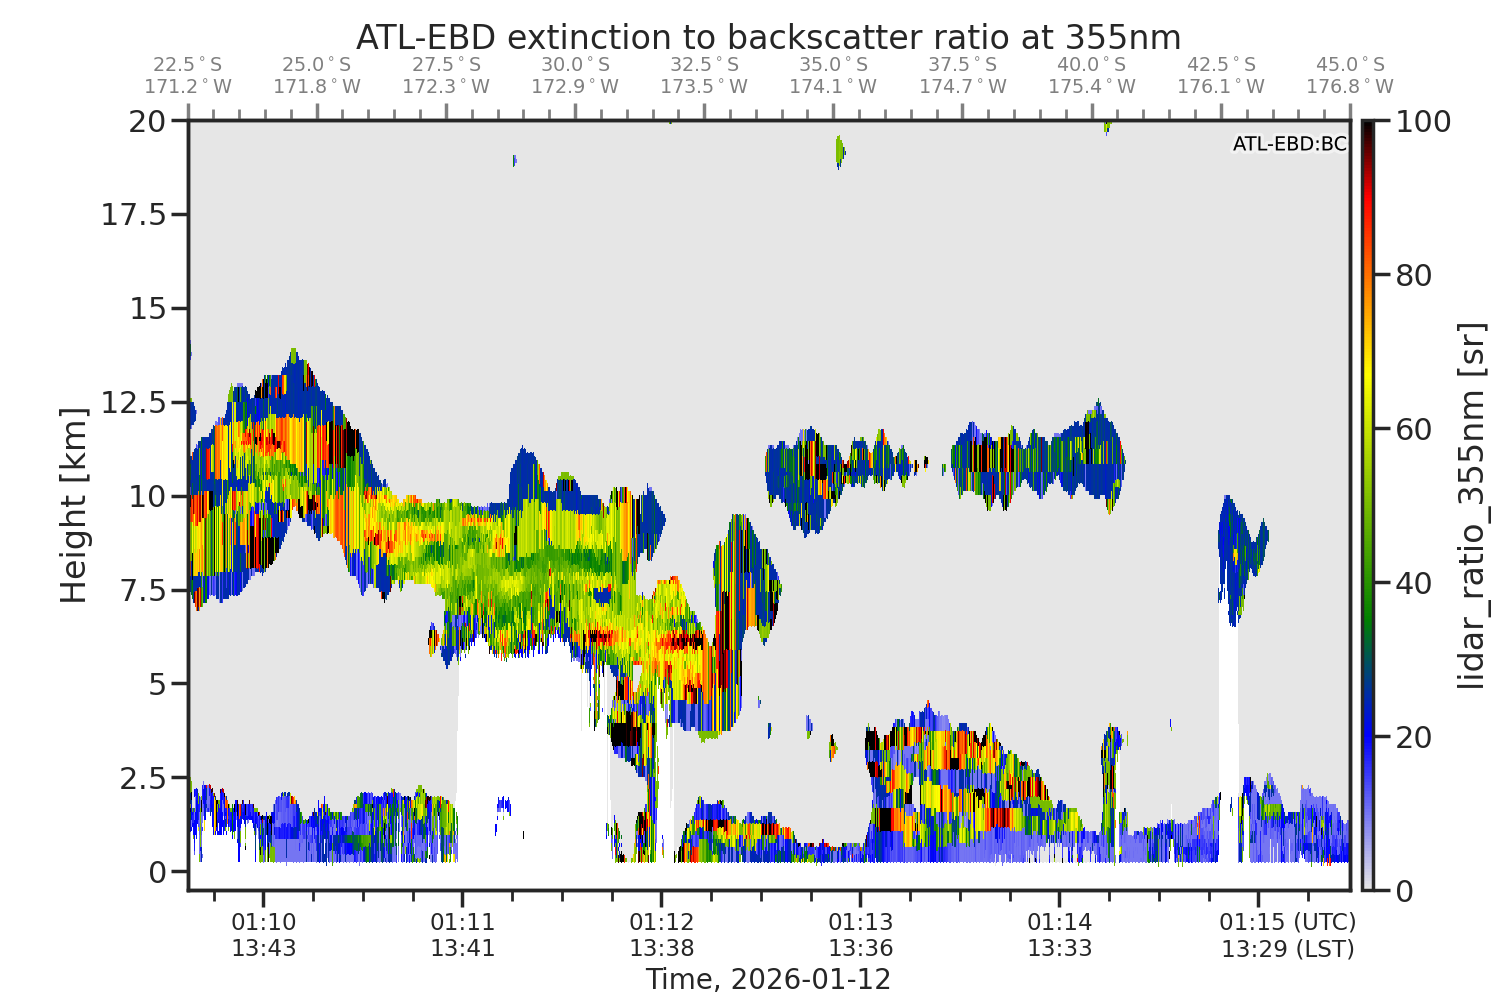 ATL-EBD extinction to backscatter ratio at 355nm
22.5°S 25.0°S 27.5°S 30.0°S 32.5°S 35.0°S 37.5°S 40.0°S 42.5°S 45.0°S
171.2°W 171.8°W 172.3°W 172.9°W 173.5°W 174.1°W 174.7°W 175.4°W 176.1°W 176.8°W
ATL-EBD:BC
20
17.5
15
12.5
10
7.5
5
2.5
0
Height [km]
100
80
60
40
20
0
lidar_ratio_355nm [sr]
01:10 01:11 01:12 01:13 01:14 01:15 (UTC)
13:43 13:41 13:38 13:36 13:33 13:29 (LST)
Time, 2026-01-12